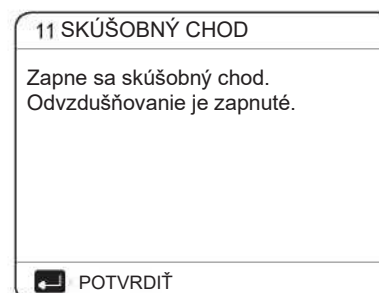 11 SKÚŠOBNÝ CHOD
Zapne sa skúšobný chod.
Odvzdušňovanie je zapnuté.
POTVRDIŤ